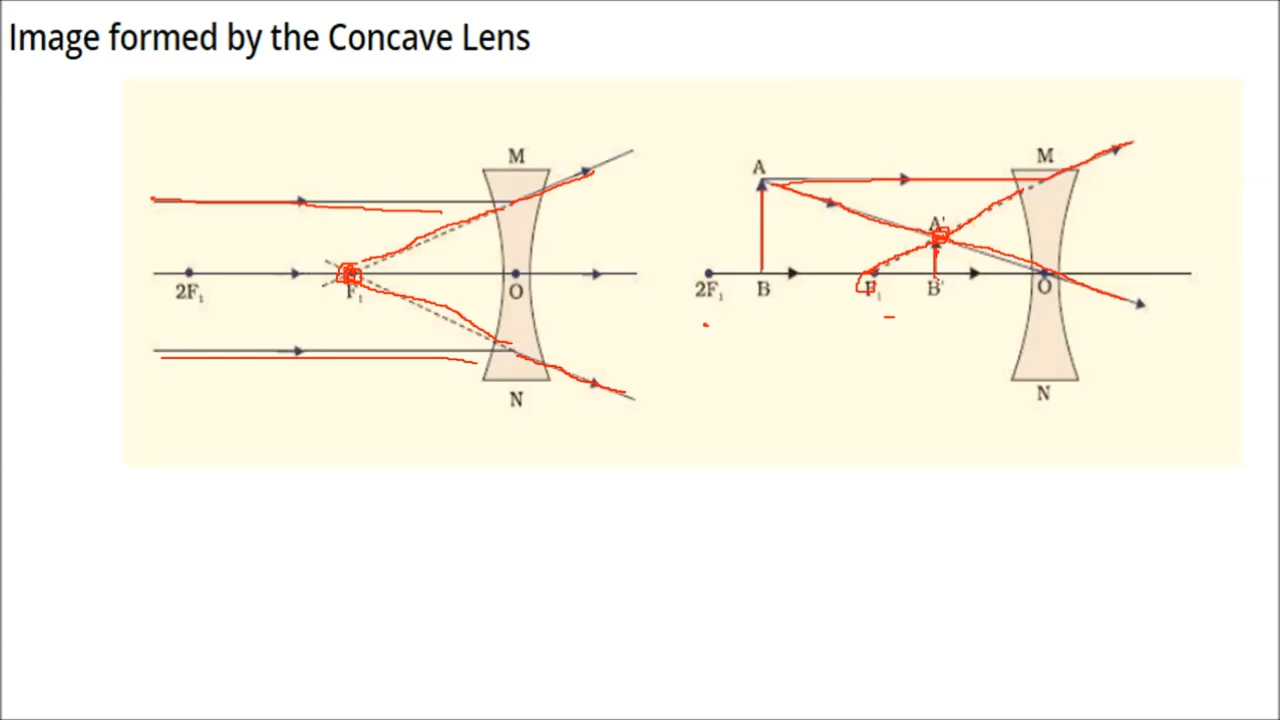 Image formed by the Concave Lens
M
2F₁
F₁
O
N
A
M
A'
2F₁
B
F₁
B'
O
N